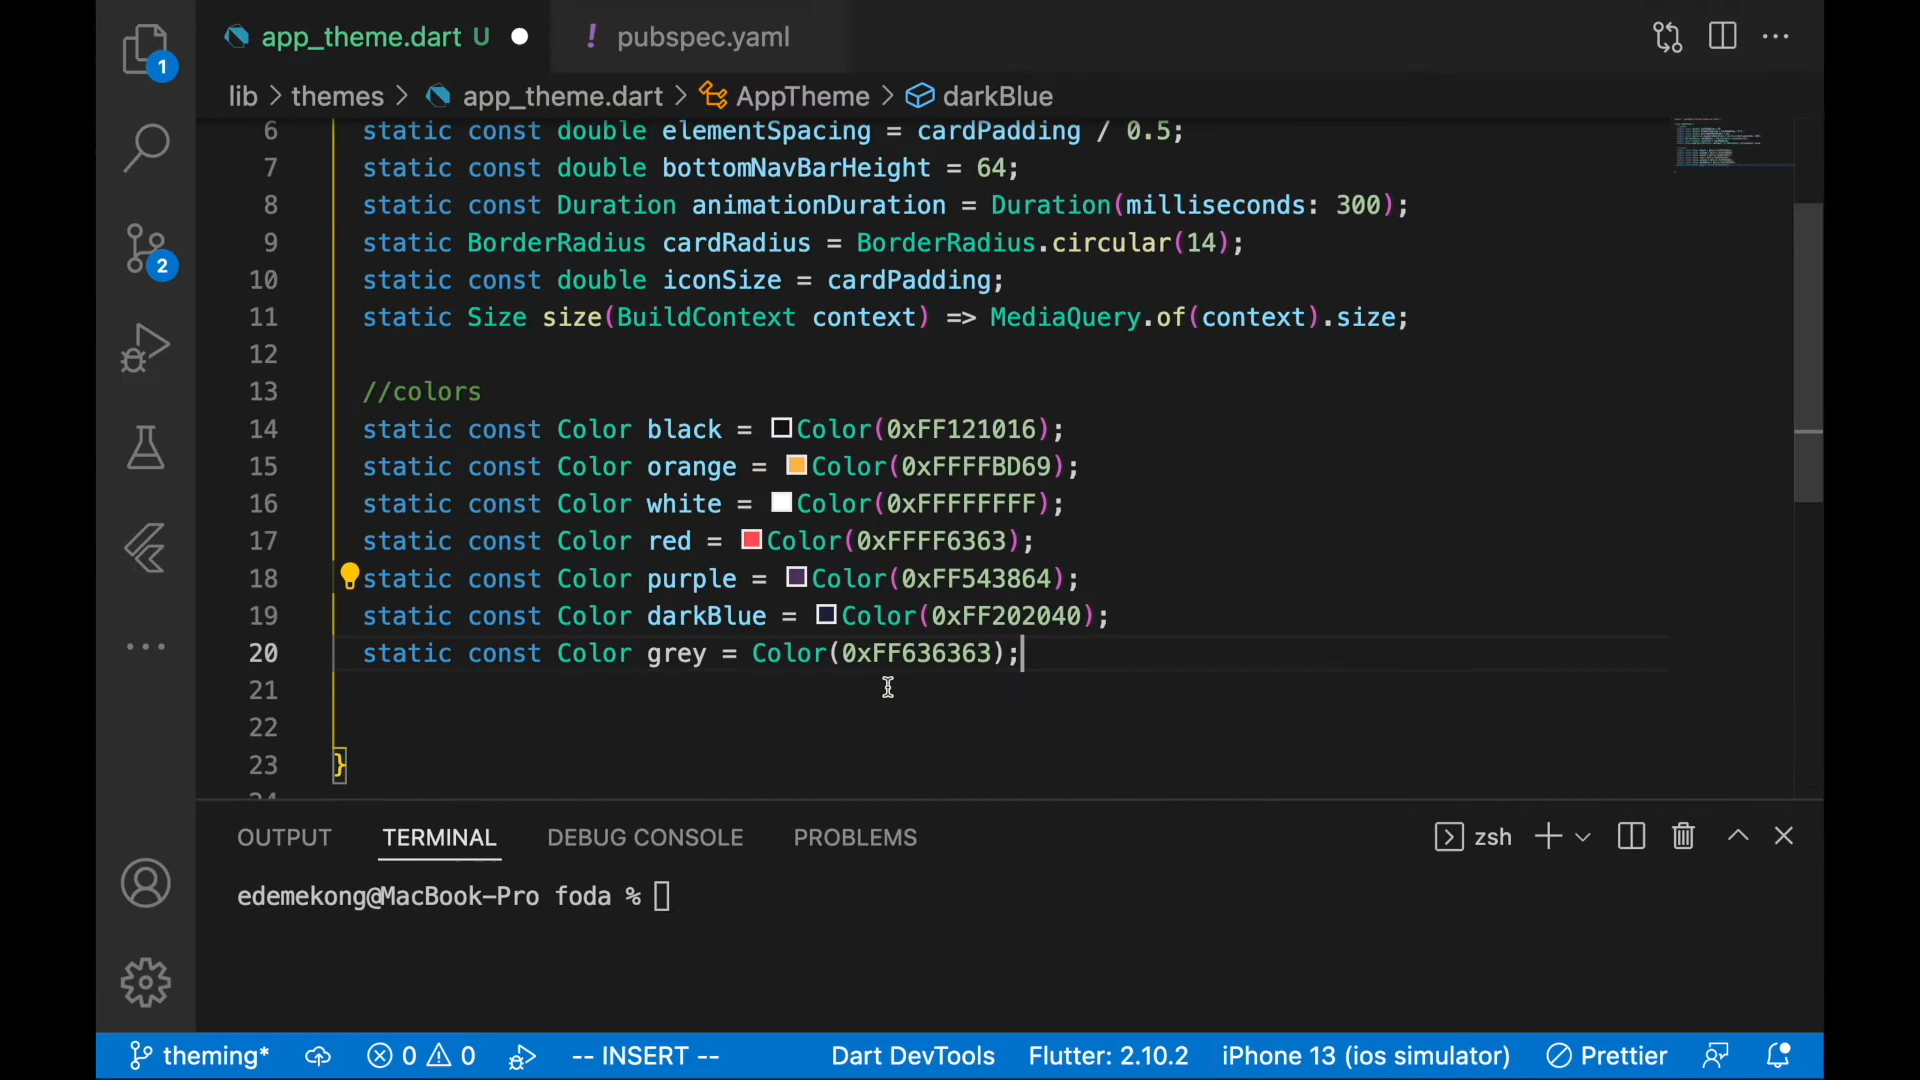 app_theme.dart U
! pubspec.yaml
lib > themes > app_theme.dart > AppTheme > darkBlue
1
2
6 static const double elementSpacing = cardPadding / 0.5;
7 static const double bottomNavBarHeight = 64;
8 static const Duration animationDuration = Duration(milliseconds: 300);
9 static BorderRadius cardRadius = BorderRadius.circular(14);
10 static const double iconSize = cardPadding;
11 static Size size(BuildContext context) => MediaQuery.of(context).size;
12
13 //colors
14 static const Color black = Color(0xFF121016);
15 static const Color orange = Color(0xFFFFBD69);
16 static const Color white = Color(0xFFFFFFFF);
17 static const Color red = Color(0xFFFF6363);
18 static const Color purple = Color(0xFF543864);
19 static const Color darkBlue = Color(0xFF202040);
20 static const Color grey = Color(0xFF636363);
21
22
23 }
OUTPUT TERMINAL DEBUG CONSOLE PROBLEMS zsh
edemekong@MacBook-Pro foda %
theming* 0 0 -- INSERT -- Dart DevTools Flutter: 2.10.2 iPhone 13 (ios simulator) Prettier